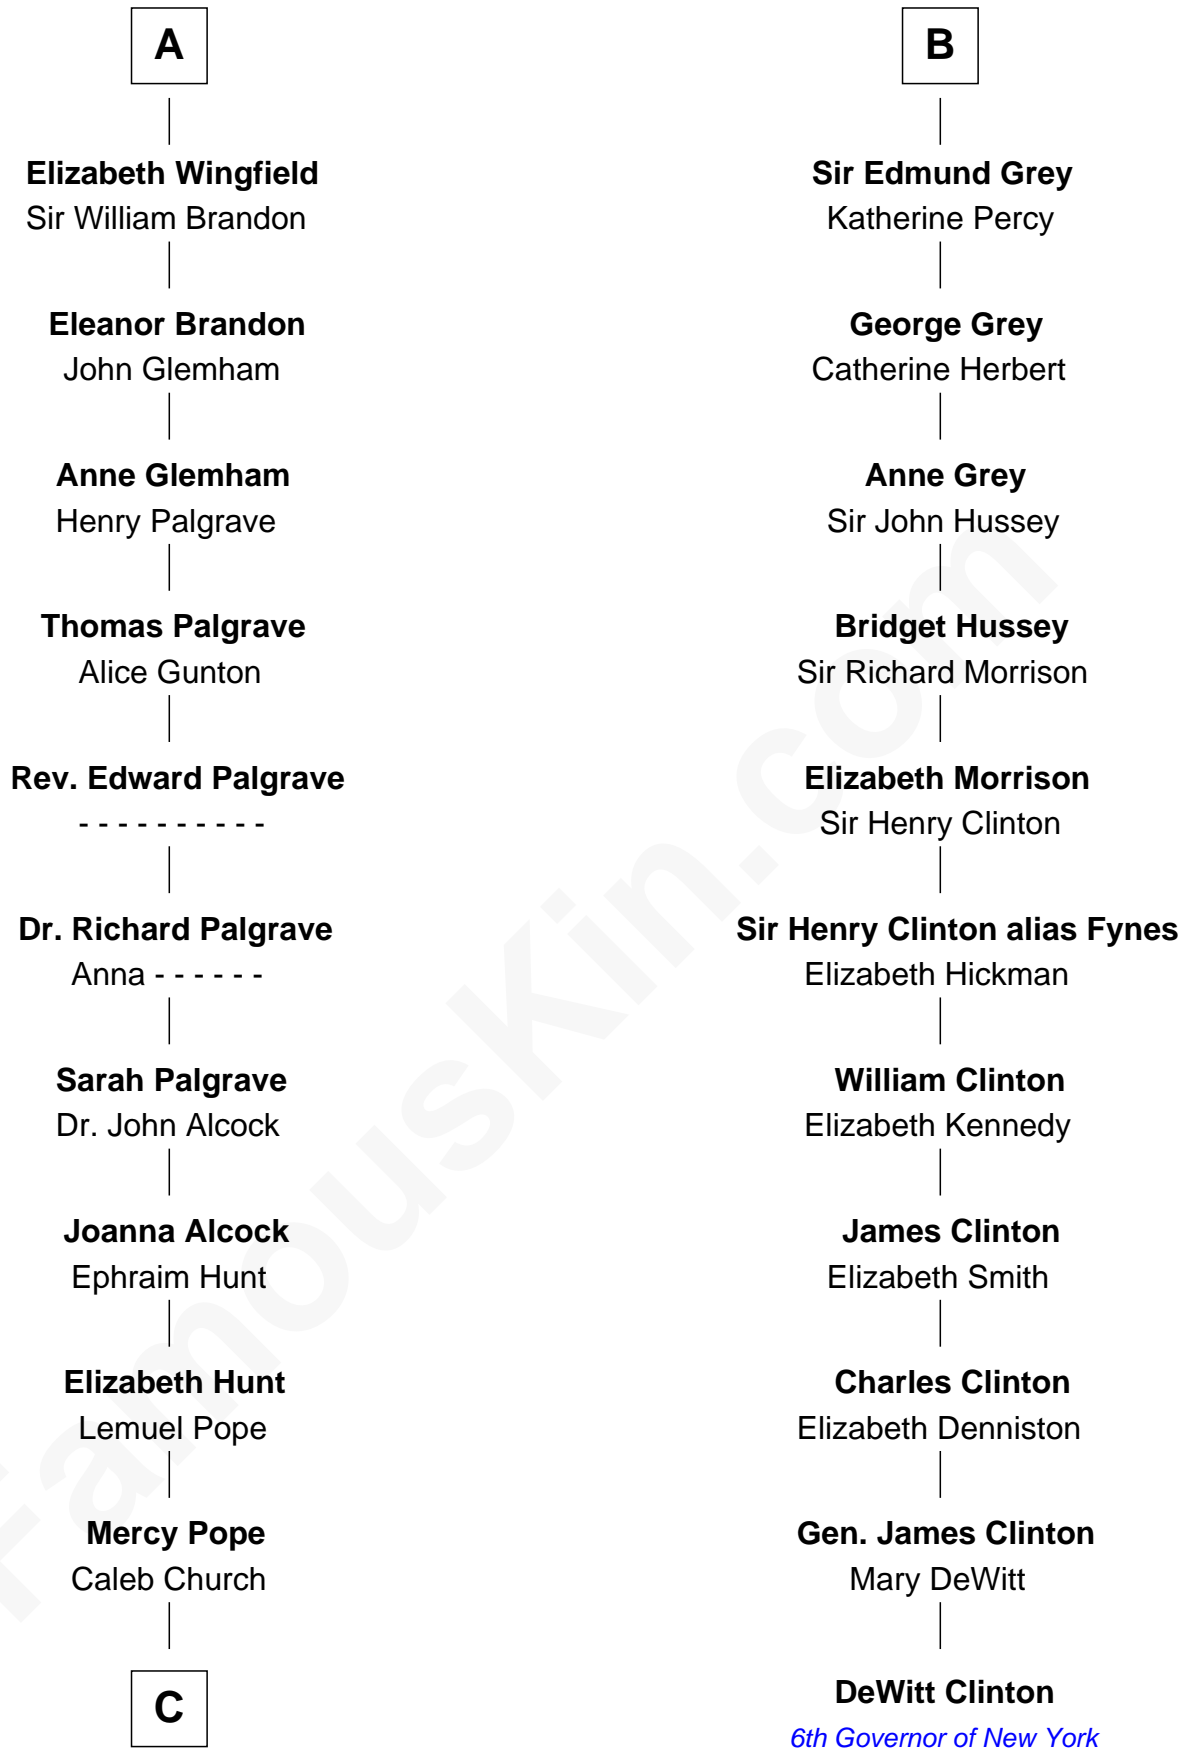 A
Elizabeth Wingfield
Sir William Brandon
Eleanor Brandon
John Glemham
Anne Glemham
Henry Palgrave
Thomas Palgrave
Alice Gunton
Rev. Edward Palgrave
- - - - - - - - - -
Dr. Richard Palgrave
Anna - - - - - -
Sarah Palgrave
Dr. John Alcock
Joanna Alcock
Ephraim Hunt
Elizabeth Hunt
Lemuel Pope
Mercy Pope
Caleb Church
C
B
Sir Edmund Grey
Katherine Percy
George Grey
Catherine Herbert
Anne Grey
Sir John Hussey
Bridget Hussey
Sir Richard Morrison
Elizabeth Morrison
Sir Henry Clinton
Sir Henry Clinton alias Fynes
Elizabeth Hickman
William Clinton
Elizabeth Kennedy
James Clinton
Elizabeth Smith
Charles Clinton
Elizabeth Denniston
Gen. James Clinton
Mary DeWitt
DeWitt Clinton
6th Governor of New York
FamousKin.com